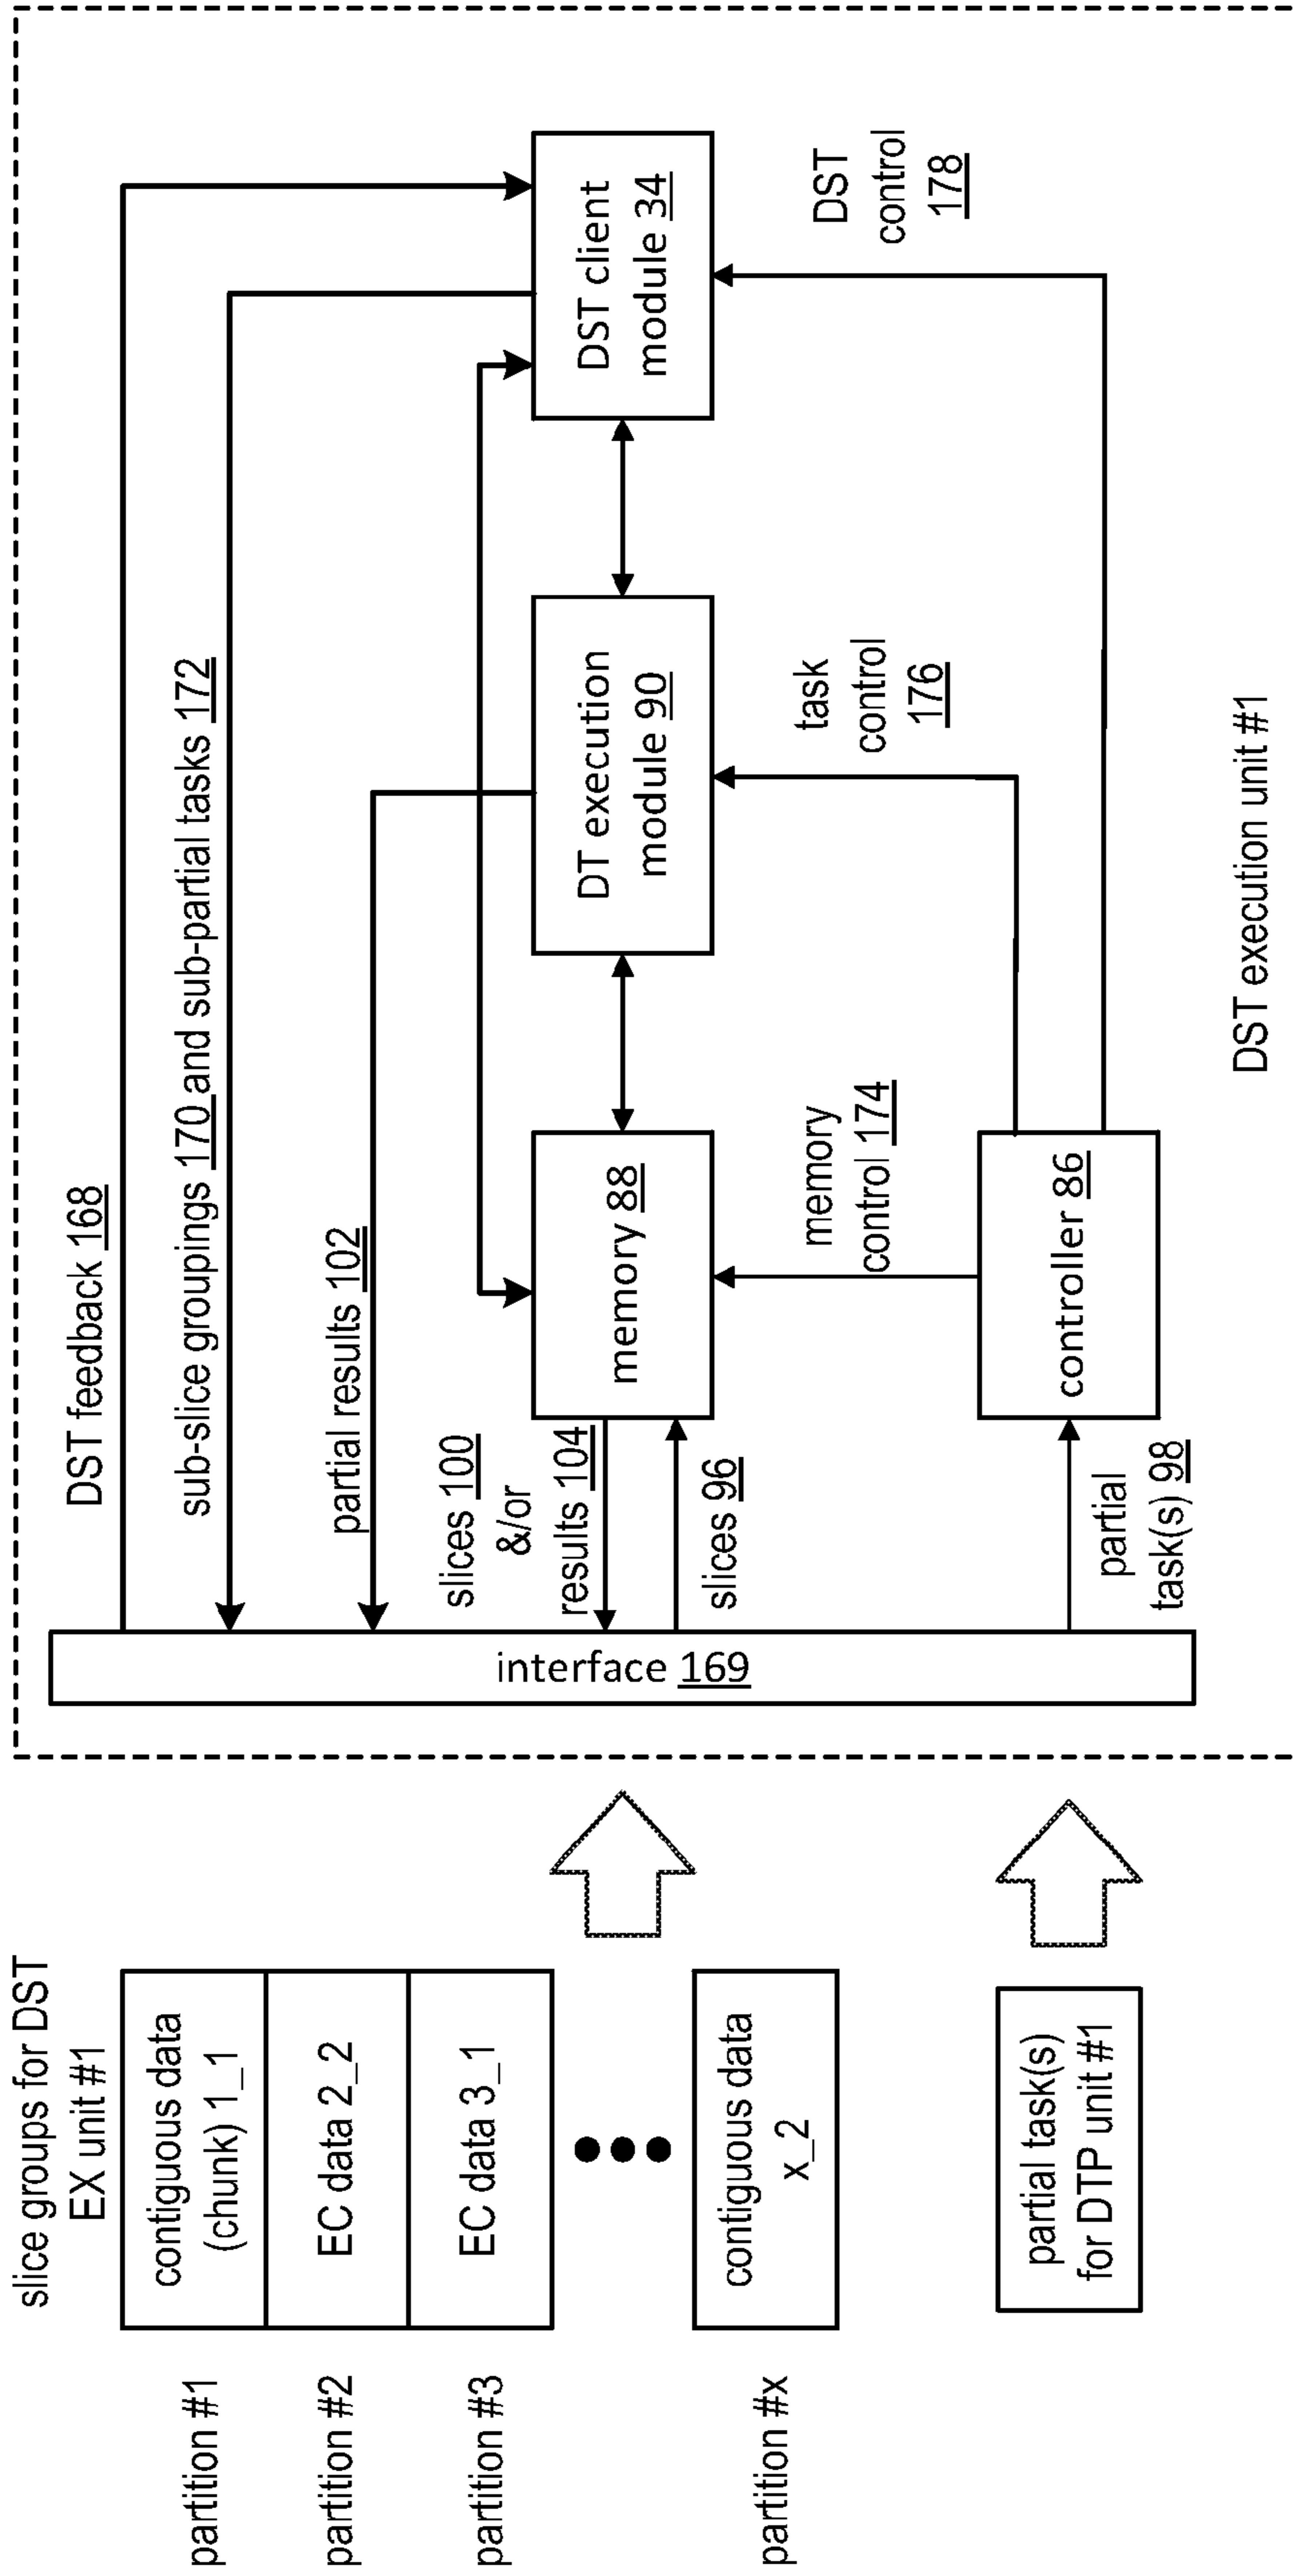 slice groups for DST
EX unit #1
partition #1
contiguous data
(chunk) 1_1
partition #2
EC data 2_2
partition #3
EC data 3_1
partition #x
contiguous data
x_2
partial task(s)
for DTP unit #1
interface 169
DST feedback 168
sub-slice groupings 170 and sub-partial tasks 172
partial results 102
slices 100
&/or
results 104
slices 96
partial
task(s) 98
memory 88
DT execution
module 90
DST client
module 34
memory
control 174
task
control
176
DST
control
178
controller 86
DST execution unit #1